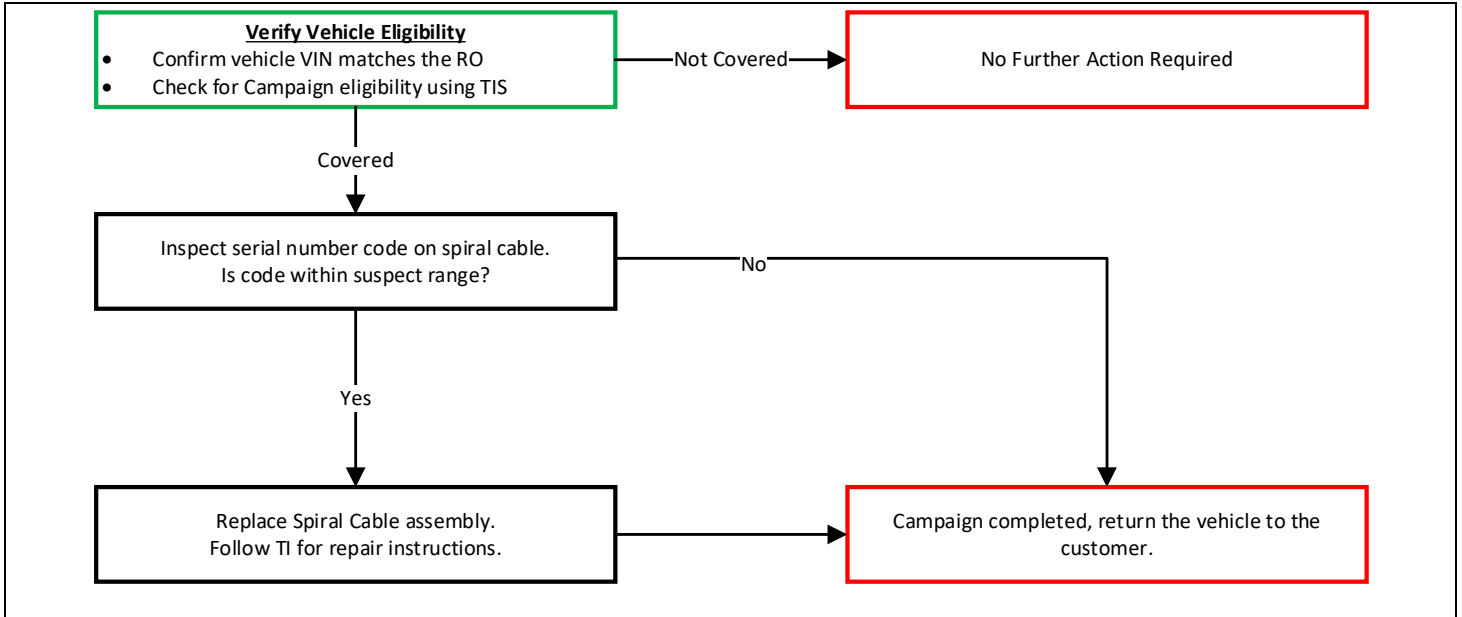 Verify Vehicle Eligibility
• Confirm vehicle VIN matches the RO
• Check for Campaign eligibility using TIS
Not Covered
No Further Action Required
Covered
Inspect serial number code on spiral cable.
Is code within suspect range?
No
Yes
Replace Spiral Cable assembly.
Follow TI for repair instructions.
Campaign completed, return the vehicle to the
customer.